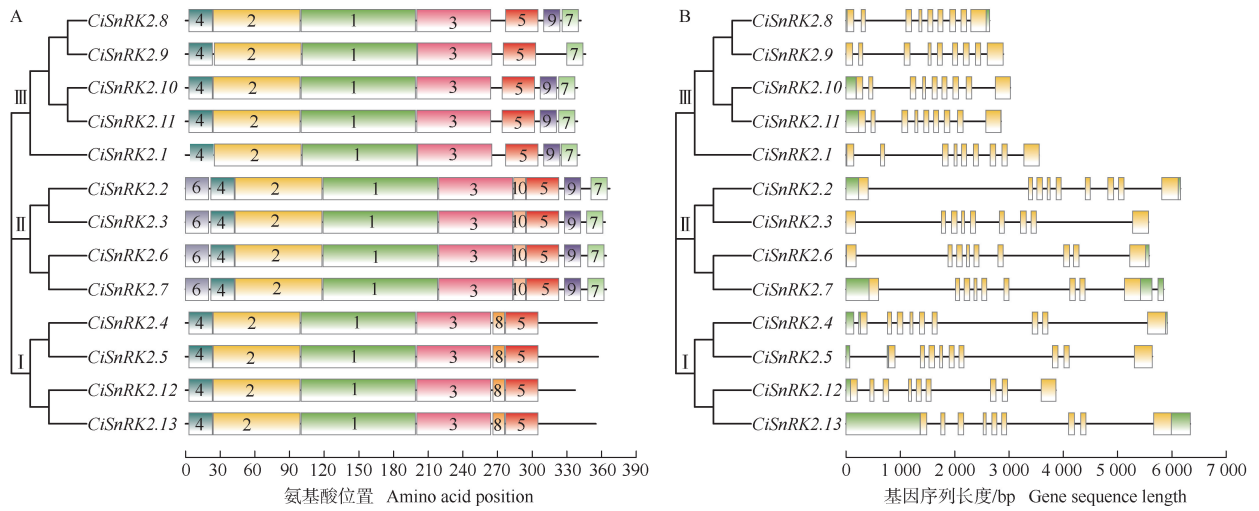 A
B
CiSnRK2.8 4 2 1 3 5 9 7 CiSnRK2.8
CiSnRK2.9 4 2 1 3 5 7 CiSnRK2.9
Ⅲ Ⅲ
CiSnRK2.10 4 2 1 3 5 9 7 CiSnRK2.10
CiSnRK2.11 4 2 1 3 5 9 7 CiSnRK2.11
CiSnRK2.1 4 2 1 3 5 9 7 CiSnRK2.1
CiSnRK2.2 6 4 2 1 3 10 5 9 7 CiSnRK2.2
Ⅱ CiSnRK2.3 6 4 2 1 3 10 5 9 7 Ⅱ CiSnRK2.3
CiSnRK2.6 6 4 2 1 3 10 5 9 7 CiSnRK2.6
CiSnRK2.7 6 4 2 1 3 10 5 9 7 CiSnRK2.7
CiSnRK2.4 4 2 1 3 8 5 CiSnRK2.4
Ⅰ CiSnRK2.5 4 2 1 3 8 5 Ⅰ CiSnRK2.5
CiSnRK2.12 4 2 1 3 8 5 CiSnRK2.12
CiSnRK2.13 4 2 1 3 8 5 CiSnRK2.13
0 30 60 90 120 150 180 210 240 270 300 330 360 390
氨基酸位置 Amino acid position
0 1 000 2 000 3 000 4 000 5 000 6 000 7 000
基因序列长度/bp Gene sequence length